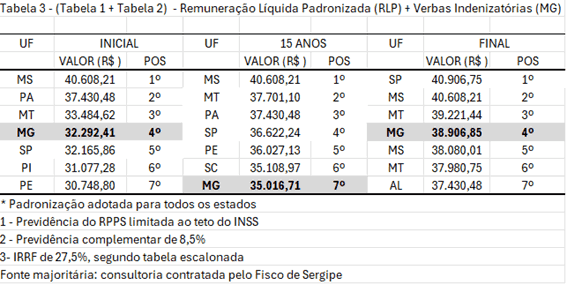 Tabela 3 - (Tabela 1 + Tabela 2) - Remuneração Líquida Padronizada (RLP) + Verbas Indenizatórias (MG)
UF INICIAL UF 15 ANOS UF FINAL
VALOR (R$ ) POS VALOR (R$ ) POS VALOR (R$ ) POS
MS 40.608,21 1º MS 40.608,21 1º SP 40.906,75 1º
PA 37.430,48 2º MT 37.701,10 2º MS 40.608,21 2º
MT 33.484,62 3º PA 37.430,48 3º MT 39.221,44 3º
MG 32.292,41 4º SP 36.622,24 4º MG 38.906,85 4º
SP 32.165,86 5º PE 36.027,13 5º MS 38.080,01 5º
PI 31.077,28 6º SC 35.108,97 6º MT 37.980,75 6º
PE 30.748,80 7º MG 35.016,71 7º AL 37.430,48 7º
* Padronização adotada para todos os estados
1 - Previdência do RPPS limitada ao teto do INSS
2 - Previdência complementar de 8,5%
3- IRRF de 27,5%, segundo tabela escalonada
Fonte majoritária: consultoria contratada pelo Fisco de Sergipe